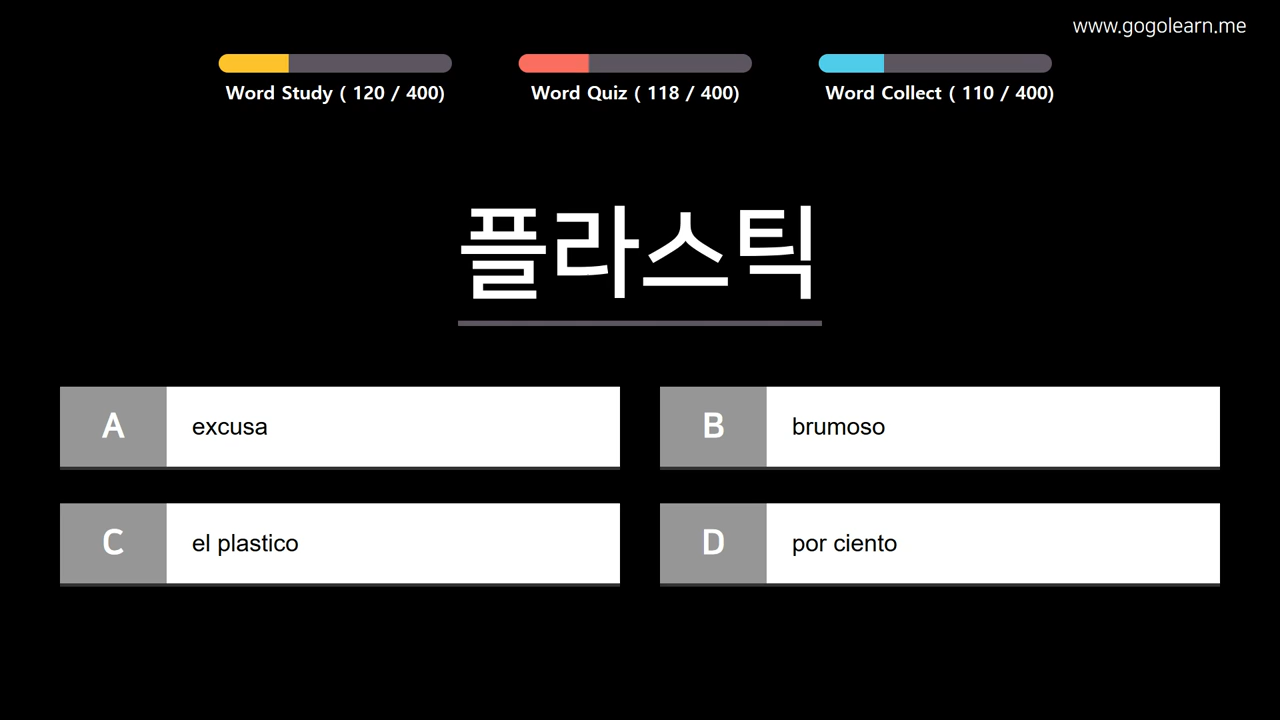 www.gogolearn.me
Word Study ( 120 / 400)
Word Quiz ( 118 / 400)
Word Collect ( 110 / 400)
플라스틱
A excusa
B brumoso
C el plastico
D por ciento